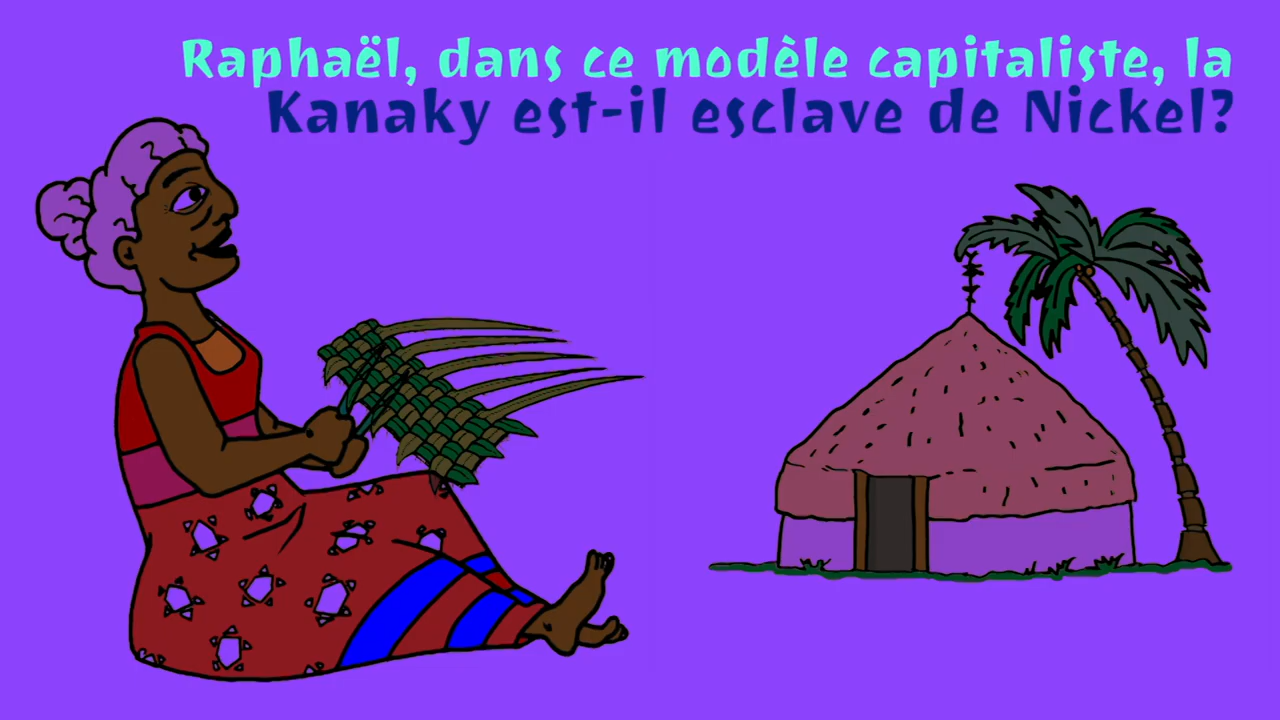 Raphaël, dans ce modèle capitaliste, la
Kanaky est-il esclave de Nickel?